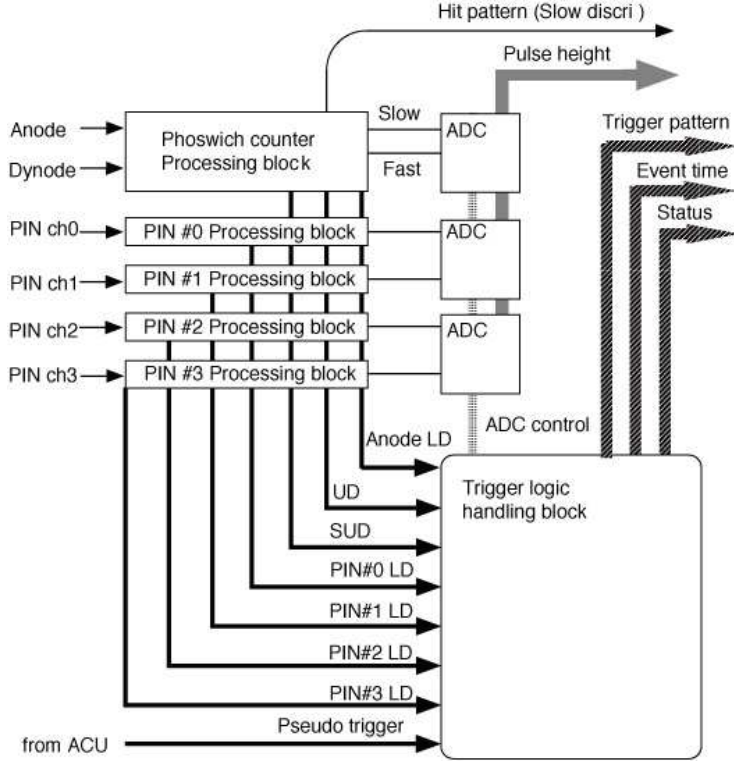 Hit pattern (Slow discri )
Pulse height
Anode
Dynode
Phoswich counter
Processing block
Slow
Fast
ADC
Trigger pattern
Event time
Status
PIN ch0
PIN #0 Processing block
ADC
PIN ch1
PIN #1 Processing block
PIN ch2
PIN #2 Processing block
ADC
PIN ch3
PIN #3 Processing block
ADC control
Anode LD
UD
SUD
PIN#0 LD
PIN#1 LD
PIN#2 LD
PIN#3 LD
Trigger logic
handling block
Pseudo trigger
from ACU